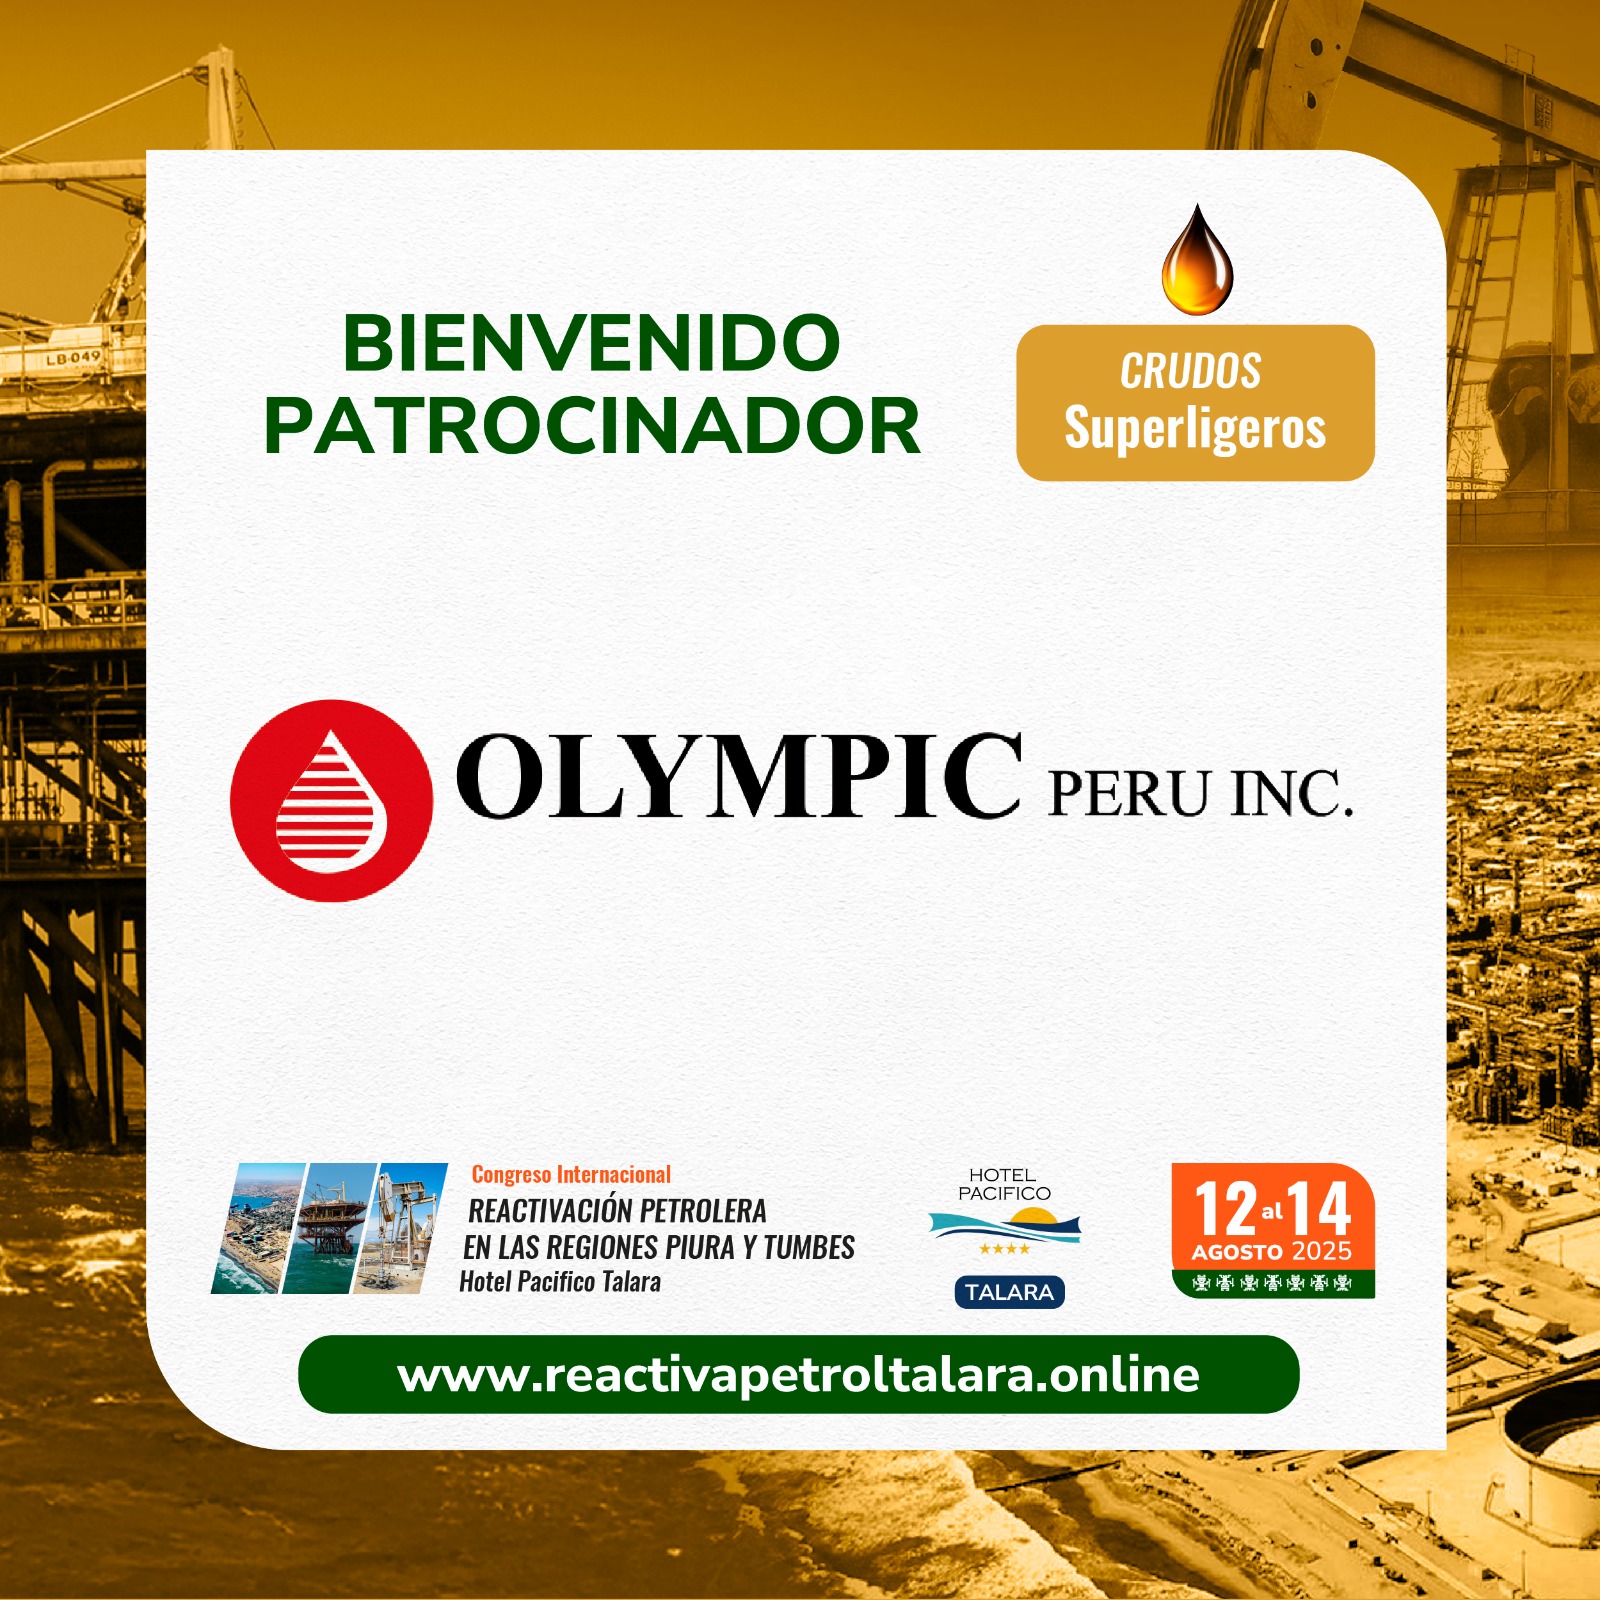 LB-049
BIENVENIDO
PATROCINADOR
CRUDOS
Superligeros
OLYMPIC PERU INC.
Congreso Internacional
REACTIVACIÓN PETROLERA
EN LAS REGIONES PIURA Y TUMBES
Hotel Pacifico Talara
HOTEL
PACIFICO
TALARA
12 al 14
AGOSTO 2025
www.reactivapetroltalara.online